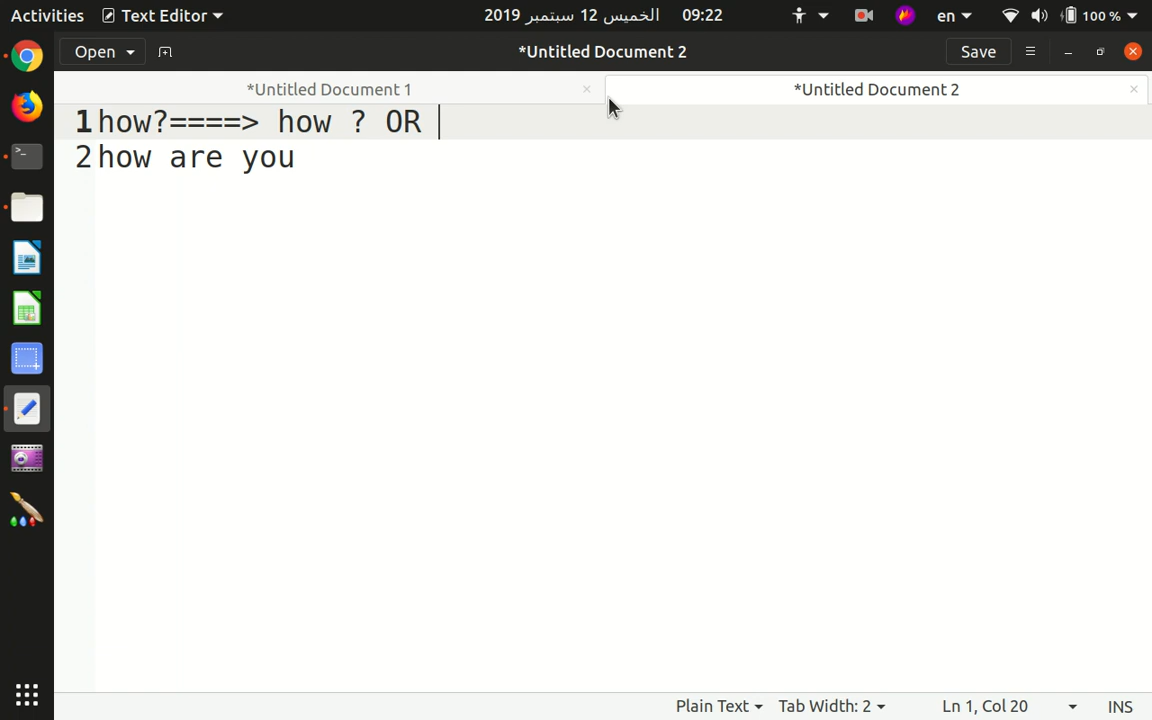 Activities Text Editor الخميس 12 سبتمبر 2019 09:22 en 100 %
Open *Untitled Document 2 Save
*Untitled Document 1 *Untitled Document 2
1 how?====> how ? OR
2 how are you
Plain Text Tab Width: 2 Ln 1, Col 20 INS